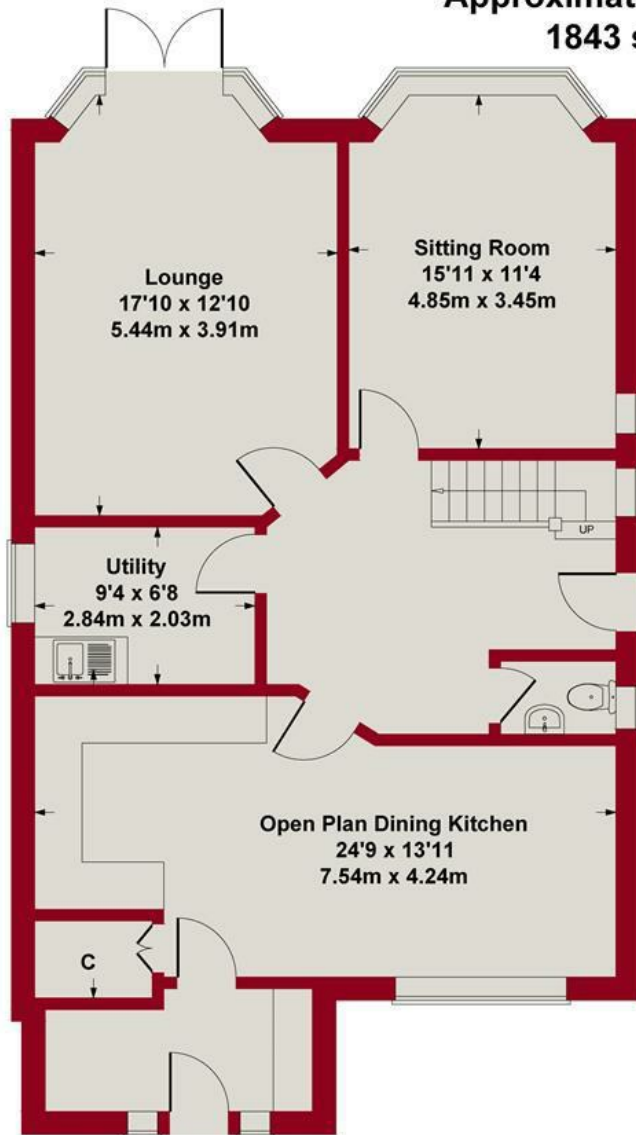 1843
Lounge
17'10 x 12'10
5.44m x 3.91m
Sitting Room
15'11 x 11'4
4.85m x 3.45m
Utility
9'4 x 6'8
2.84m x 2.03m
UP
Open Plan Dining Kitchen
24'9 x 13'11
7.54m x 4.24m
C